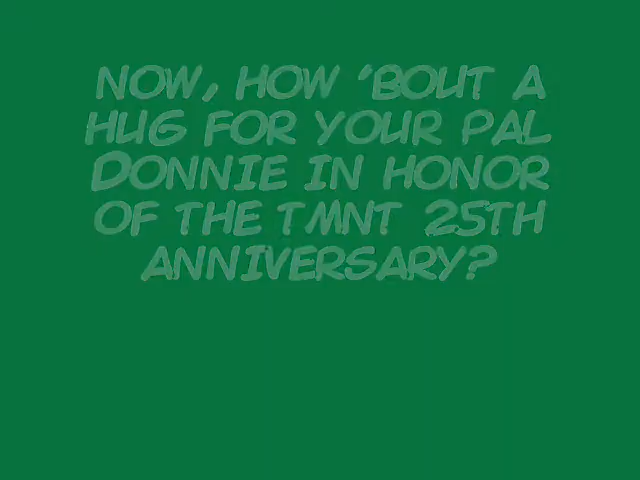 NOW, HOW 'BOUT A
HUG FOR YOUR PAL
DONNIE IN HONOR
OF THE TMNT 25TH
ANNIVERSARY?